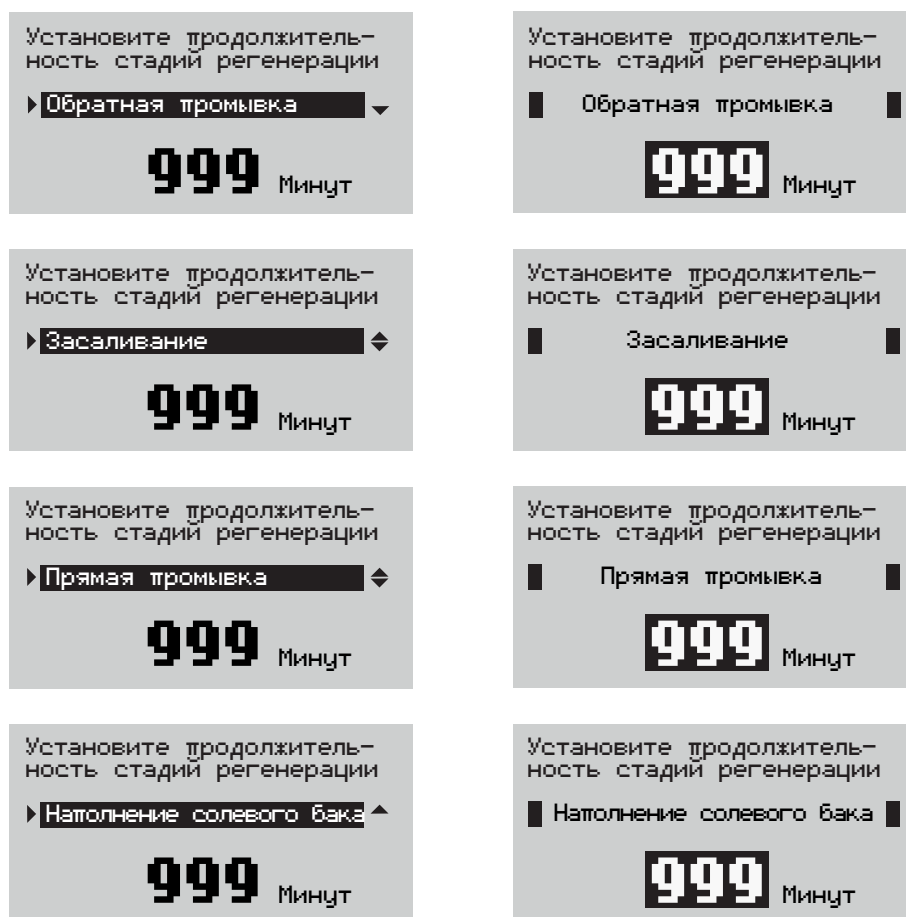 Установите продолжитель-
ность стадий регенерации
Обратная промывка
999 Минут
Установите продолжитель-
ность стадий регенерации
Обратная промывка
999 Минут
Установите продолжитель-
ность стадий регенерации
Засаливание
999 Минут
Установите продолжитель-
ность стадий регенерации
Засаливание
999 Минут
Установите продолжитель-
ность стадий регенерации
Прямая промывка
999 Минут
Установите продолжитель-
ность стадий регенерации
Прямая промывка
999 Минут
Установите продолжитель-
ность стадий регенерации
Наполнение солевого бака
999 Минут
Установите продолжитель-
ность стадий регенерации
Наполнение солевого бака
999 Минут